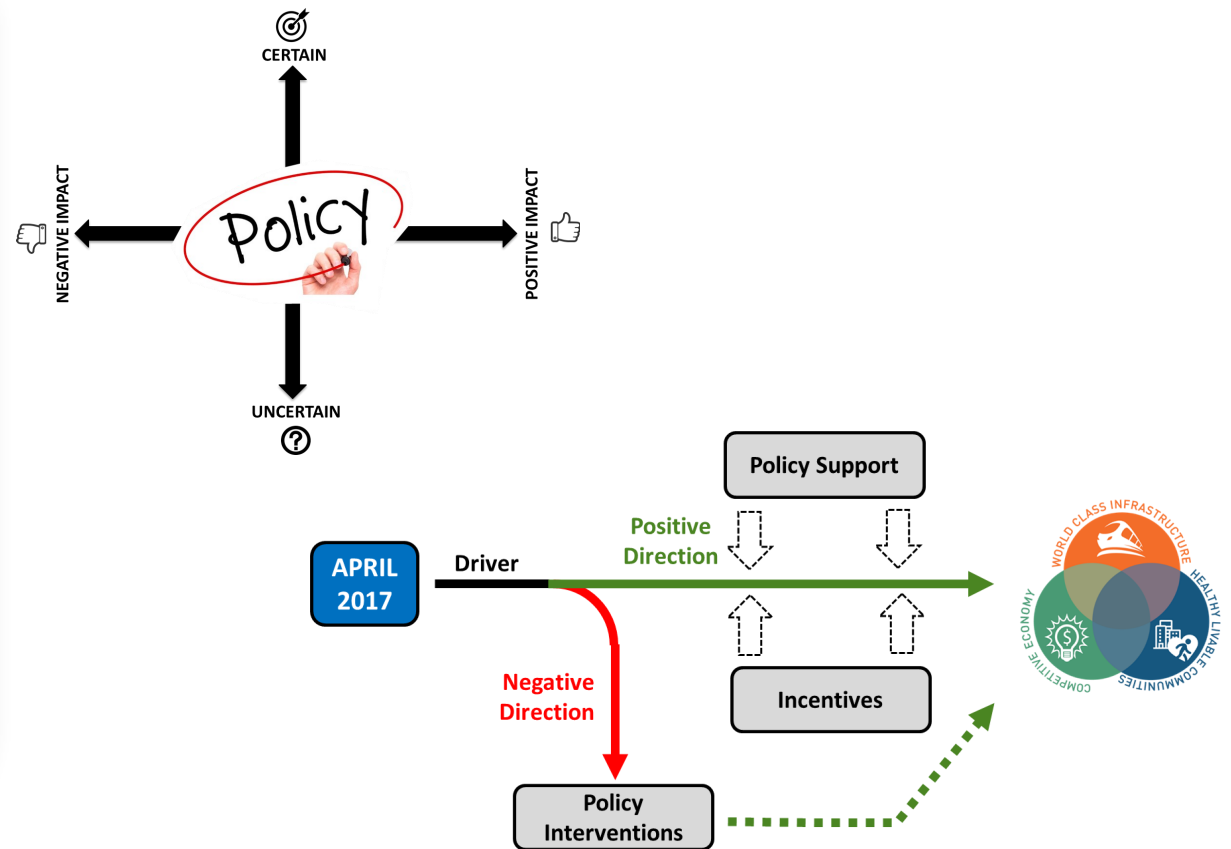 CERTAIN
NEGATIVE IMPACT
Policy
POSITIVE IMPACT
UNCERTAIN
?
Policy Support
Positive
Direction
APRIL
2017
Driver
Negative
Direction
Incentives
Policy
Interventions
WORLD CLASS INFRASTRUCTURE
COMPETITIVE ECONOMY
$
HEALTHY LIVABLE COMMUNITIES